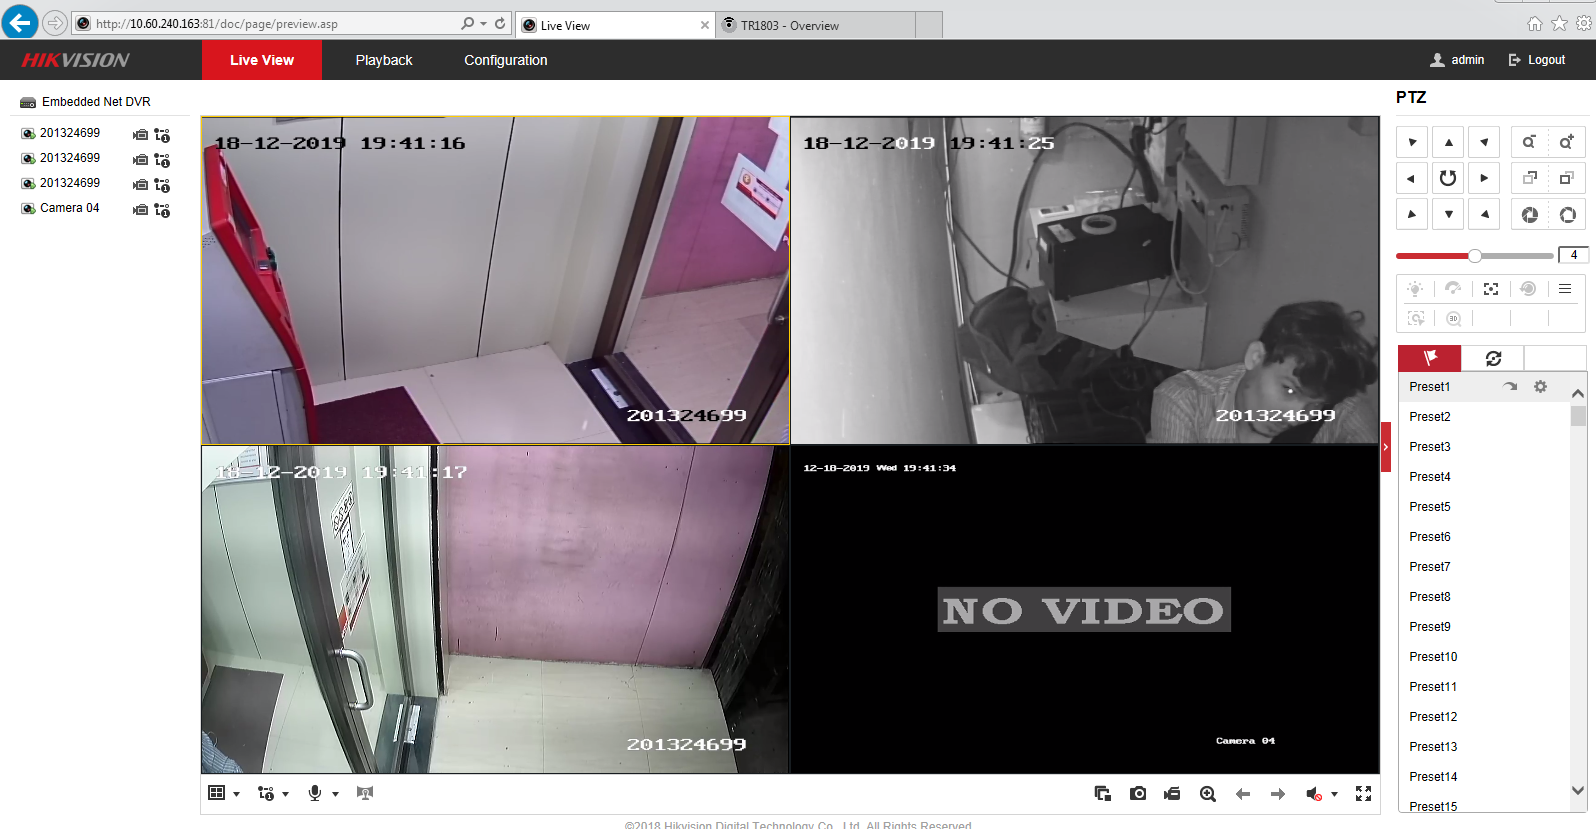 http://10.60.240.163:81/doc/page/preview.asp
Live View
TR1803 - Overview
HIKVISION
Live View
Playback
Configuration
admin
Logout
Embedded Net DVR
201324699
201324699
201324699
Camera 04
18-12-2019 19:41:16
201324699
18-12-2019 19:41:25
201324699
18-12-2019 19:41:17
201324699
12-18-2019 Wed 19:41:34
NO VIDEO
Camera 04
PTZ
4
3D
Preset1
Preset2
Preset3
Preset4
Preset5
Preset6
Preset7
Preset8
Preset9
Preset10
Preset11
Preset12
Preset13
Preset14
Preset15
©2018 Hikvision Digital Technology Co., Ltd. All Rights Reserved.